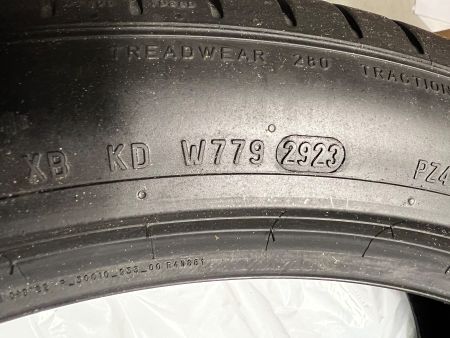 TREADWEAR 280 TRACTION
XB KD W779 2923 PZ4